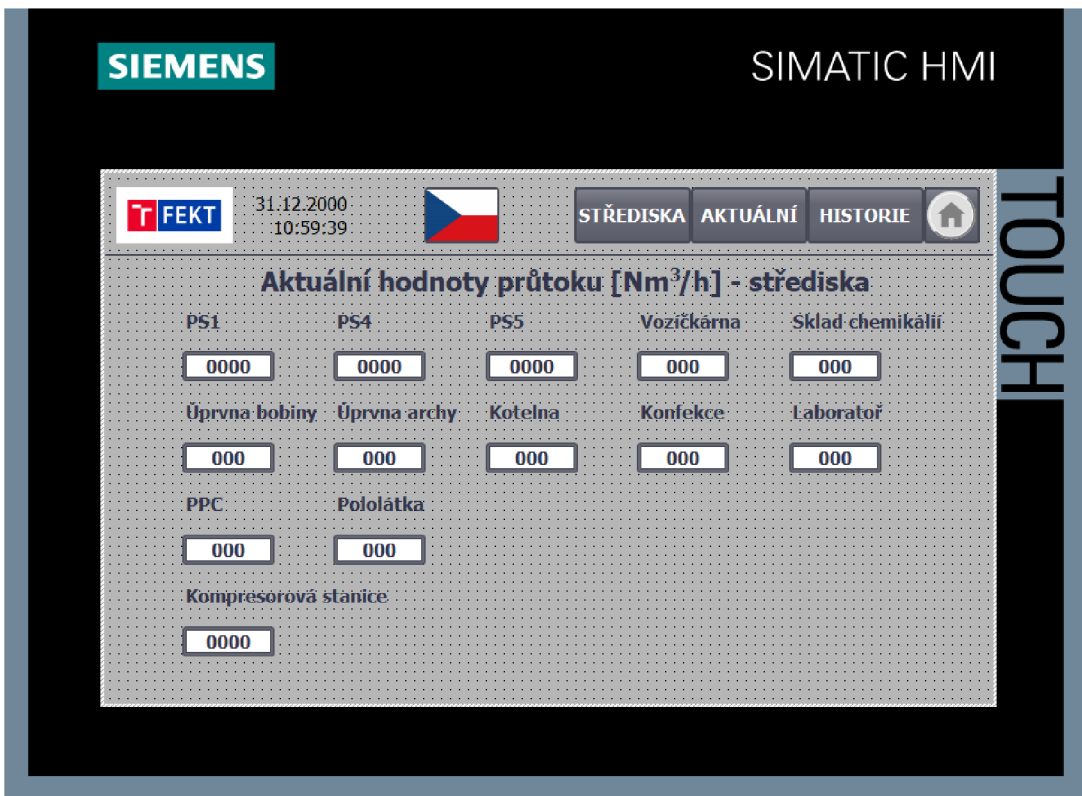 SIEMENS
SIMATIC HMI
TOUCH
T FEKT
31.12.2000
10:59:39
STŘEDISKA AKTUÁLNÍ HISTORIE
Aktuální hodnoty průtoku [Nm³/h] - střediska
PS1 PS4 PS5 Vozíčkárna Sklad chemikálií
0000 0000 0000 000 000
Úprvna bobiny Úprvna archy Kotelna Konfekce Laboratoř
000 000 000 000 000
PPC Pololátka
000 000
Kompresorová stanice
0000